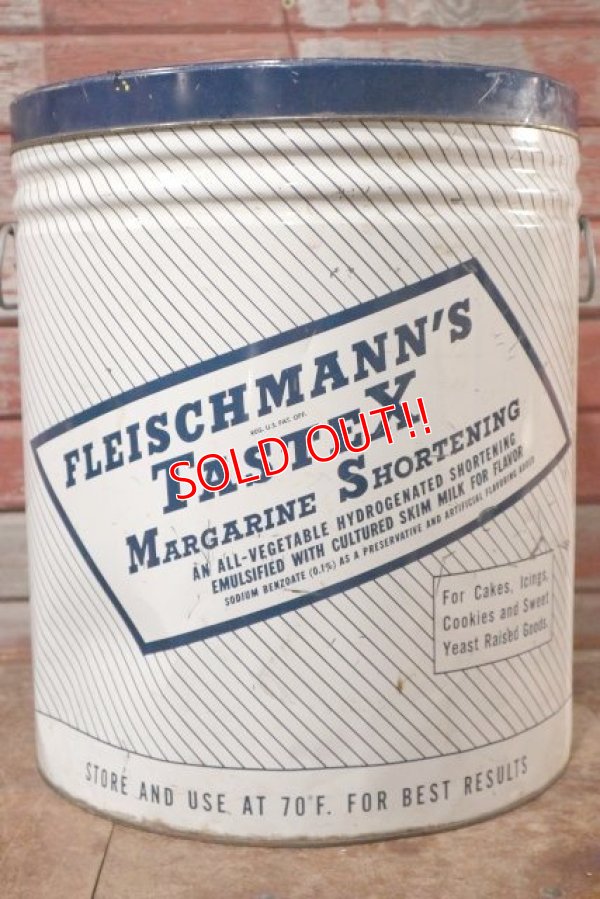 FLEISCHMANN'S
REG. U.S. PAT. OFF.
TASTEX
SOLD OUT!!
MARGARINE SHORTENING
AN ALL-VEGETABLE HYDROGENATED SHORTENING
EMULSIFIED WITH CULTURED SKIM MILK FOR FLAVOR
SODIUM BENZOATE (0.1%) AS A PRESERVATIVE AND ARTIFICIAL FLAVORING ADDED
For Cakes, Icings,
Cookies and Sweet
Yeast Raised Goods.
STORE AND USE AT 70°F. FOR BEST RESULTS